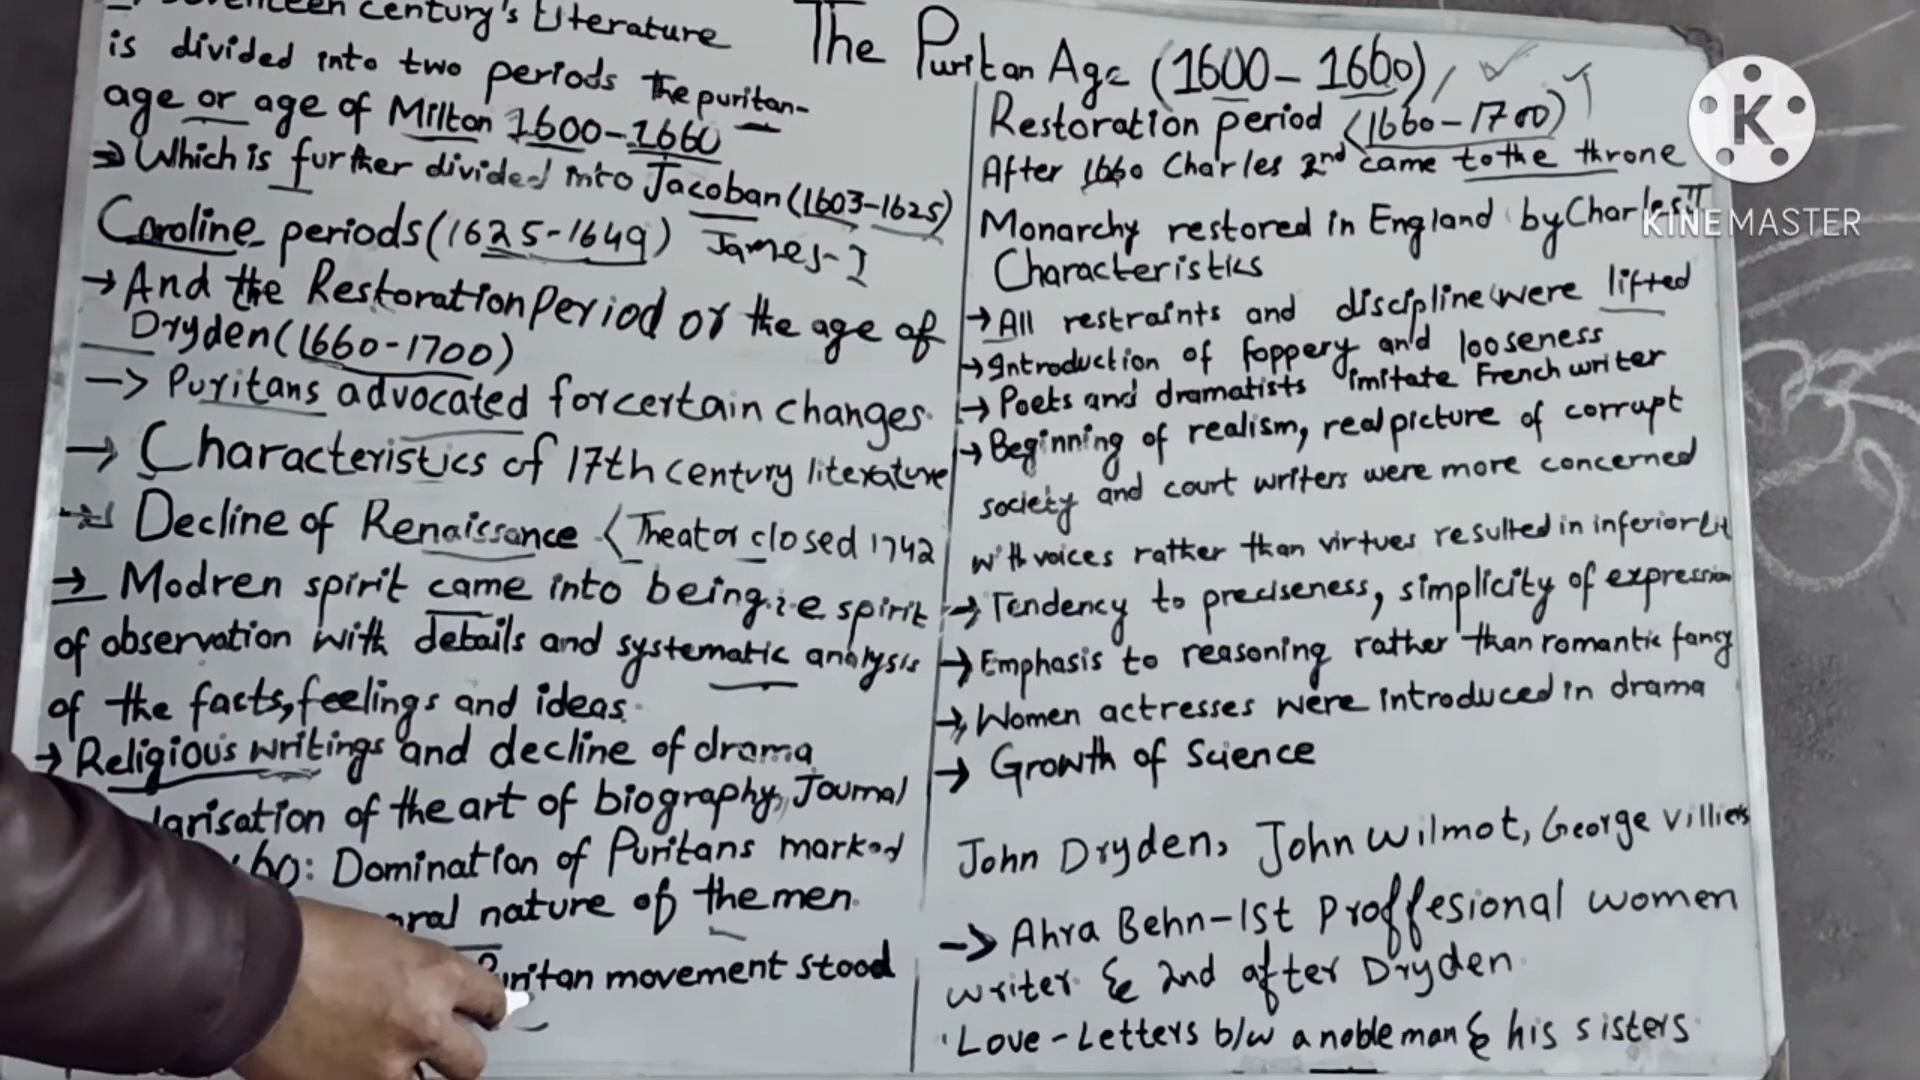 The Puritan Age (1600-1660)
century's Literature
is divided into two periods the puritan-
age or age of Milton 1600-1660
→ Which is further divided into Jacoban (1603-1625)
Caroline periods (1625-1649) James-I
→ And the Restoration Period or the age of
Dryden (1660-1700)
→ Puritans advocated for certain changes.
→ Characteristics of 17th century literature
Decline of Renaissance (Theator closed 1742
→ Modren spirit came into being i.e spirit
of observation with details and systematic analysis
of the facts, feelings and ideas.
→ Religious writings and decline of drama
larisation of the art of biography, Journal
60: Domination of Puritans marked
oral nature of the men.
Puritan movement stood
Restoration period (1660-1700)
After 1660 Charles 2nd came to the throne
Monarchy restored in England by Charles II
Characteristics
→ All restraints and discipline were lifted
→ Introduction of foppery and looseness
→ Poets and dramatists imitate French writer
→ Beginning of realism, real picture of corrupt
society and court writers were more concerned
with voices rather than virtues resulted in inferior Lit
→ Tendency to preciseness, simplicity of expression
→ Emphasis to reasoning rather than romantic fancy
→ Women actresses were introduced in drama
→ Growth of Science
John Dryden, John Wilmot, George Villiers
→ Ahra Behn-1st Proffesional women
writer & 2nd after Dryden.
Love-Letters b/w a nobleman & his sisters
K
KINEMASTER